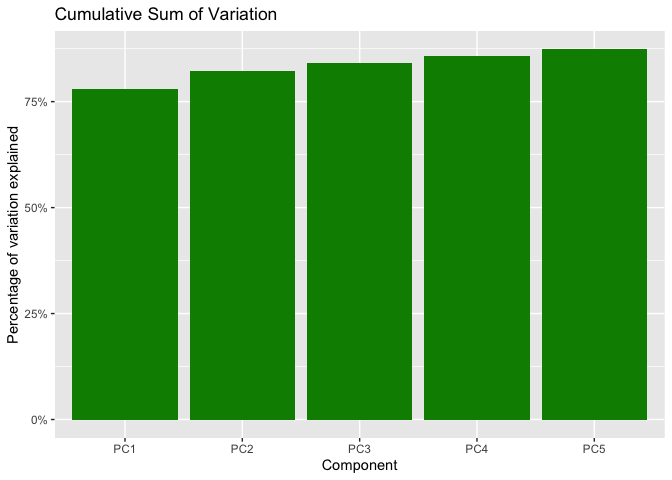 Cumulative Sum of Variation
Percentage of variation explained
75%
50%
25%
0%
PC1 PC2 PC3 PC4 PC5
Component